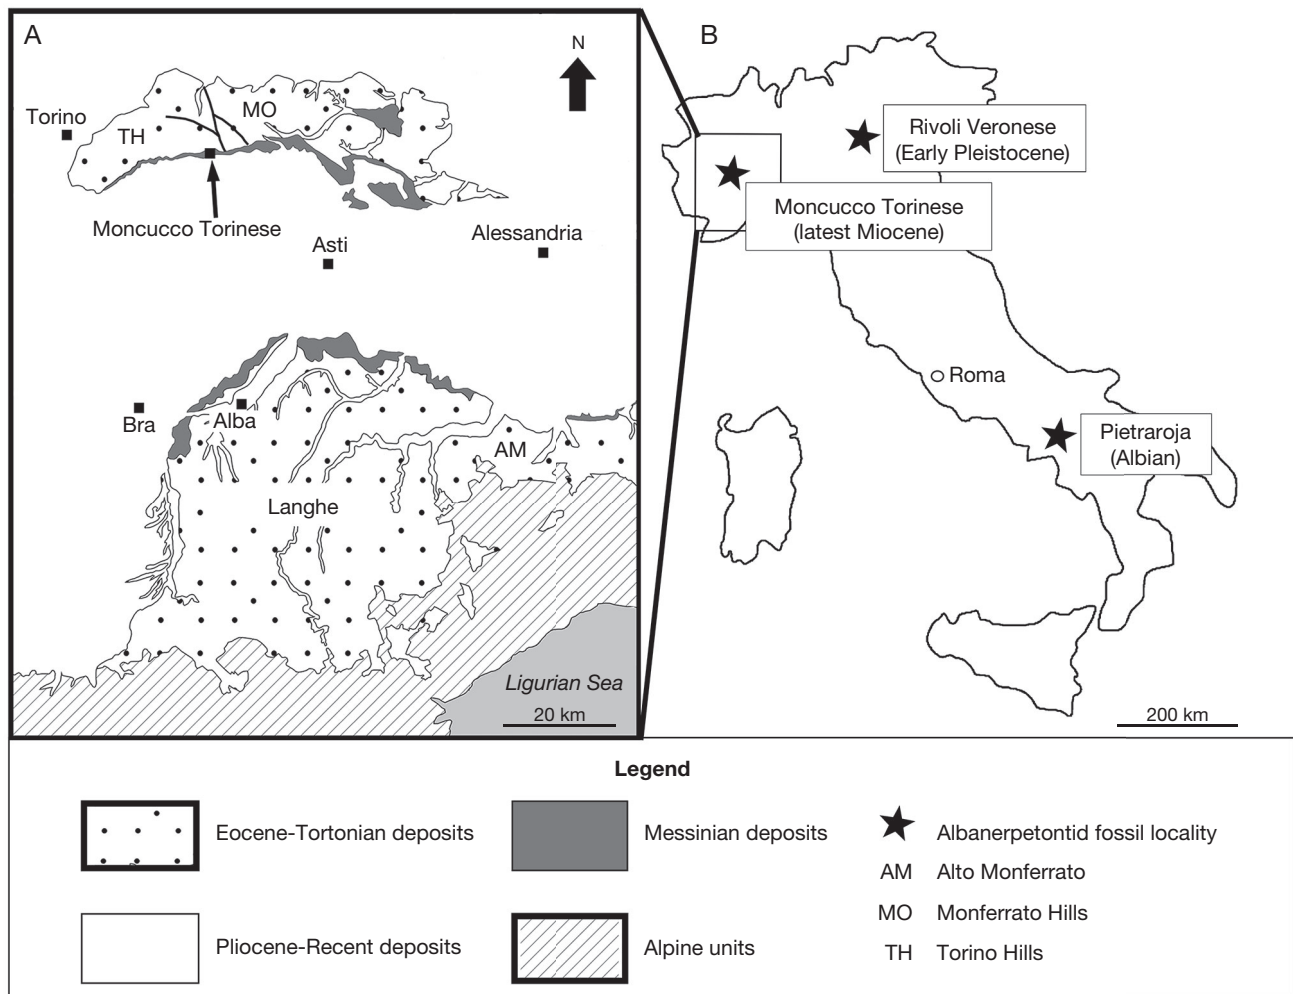 A
N
Torino
TH
MO
Moncucco Torinese
Asti
Alessandria
Bra
Alba
AM
Langhe
Ligurian Sea
20 km
B
Rivoli Veronese
(Early Pleistocene)
Moncucco Torinese
(latest Miocene)
Roma
Pietraroja
(Albian)
200 km
Legend
Eocene-Tortonian deposits
Messinian deposits
Albanerpetontid fossil locality
AM Alto Monferrato
MO Monferrato Hills
Pliocene-Recent deposits
Alpine units
TH Torino Hills